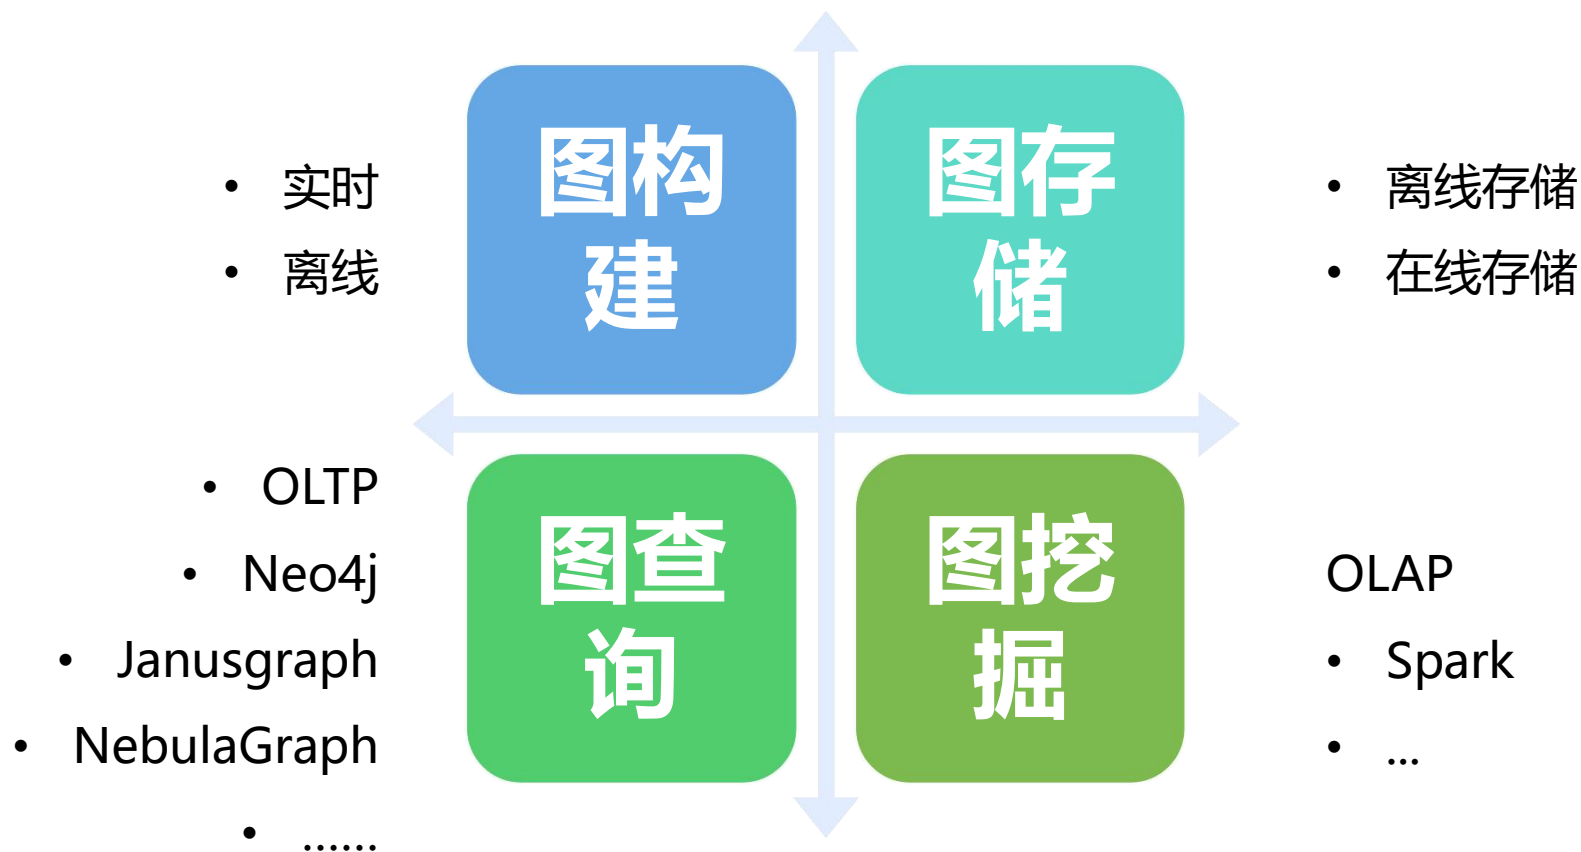 • 实时
• 离线
图构
建
图存
储
• 离线存储
• 在线存储
• OLTP
• Neo4j
• Janusgraph
• NebulaGraph
• ......
图查
询
图挖
掘
OLAP
• Spark
• ...